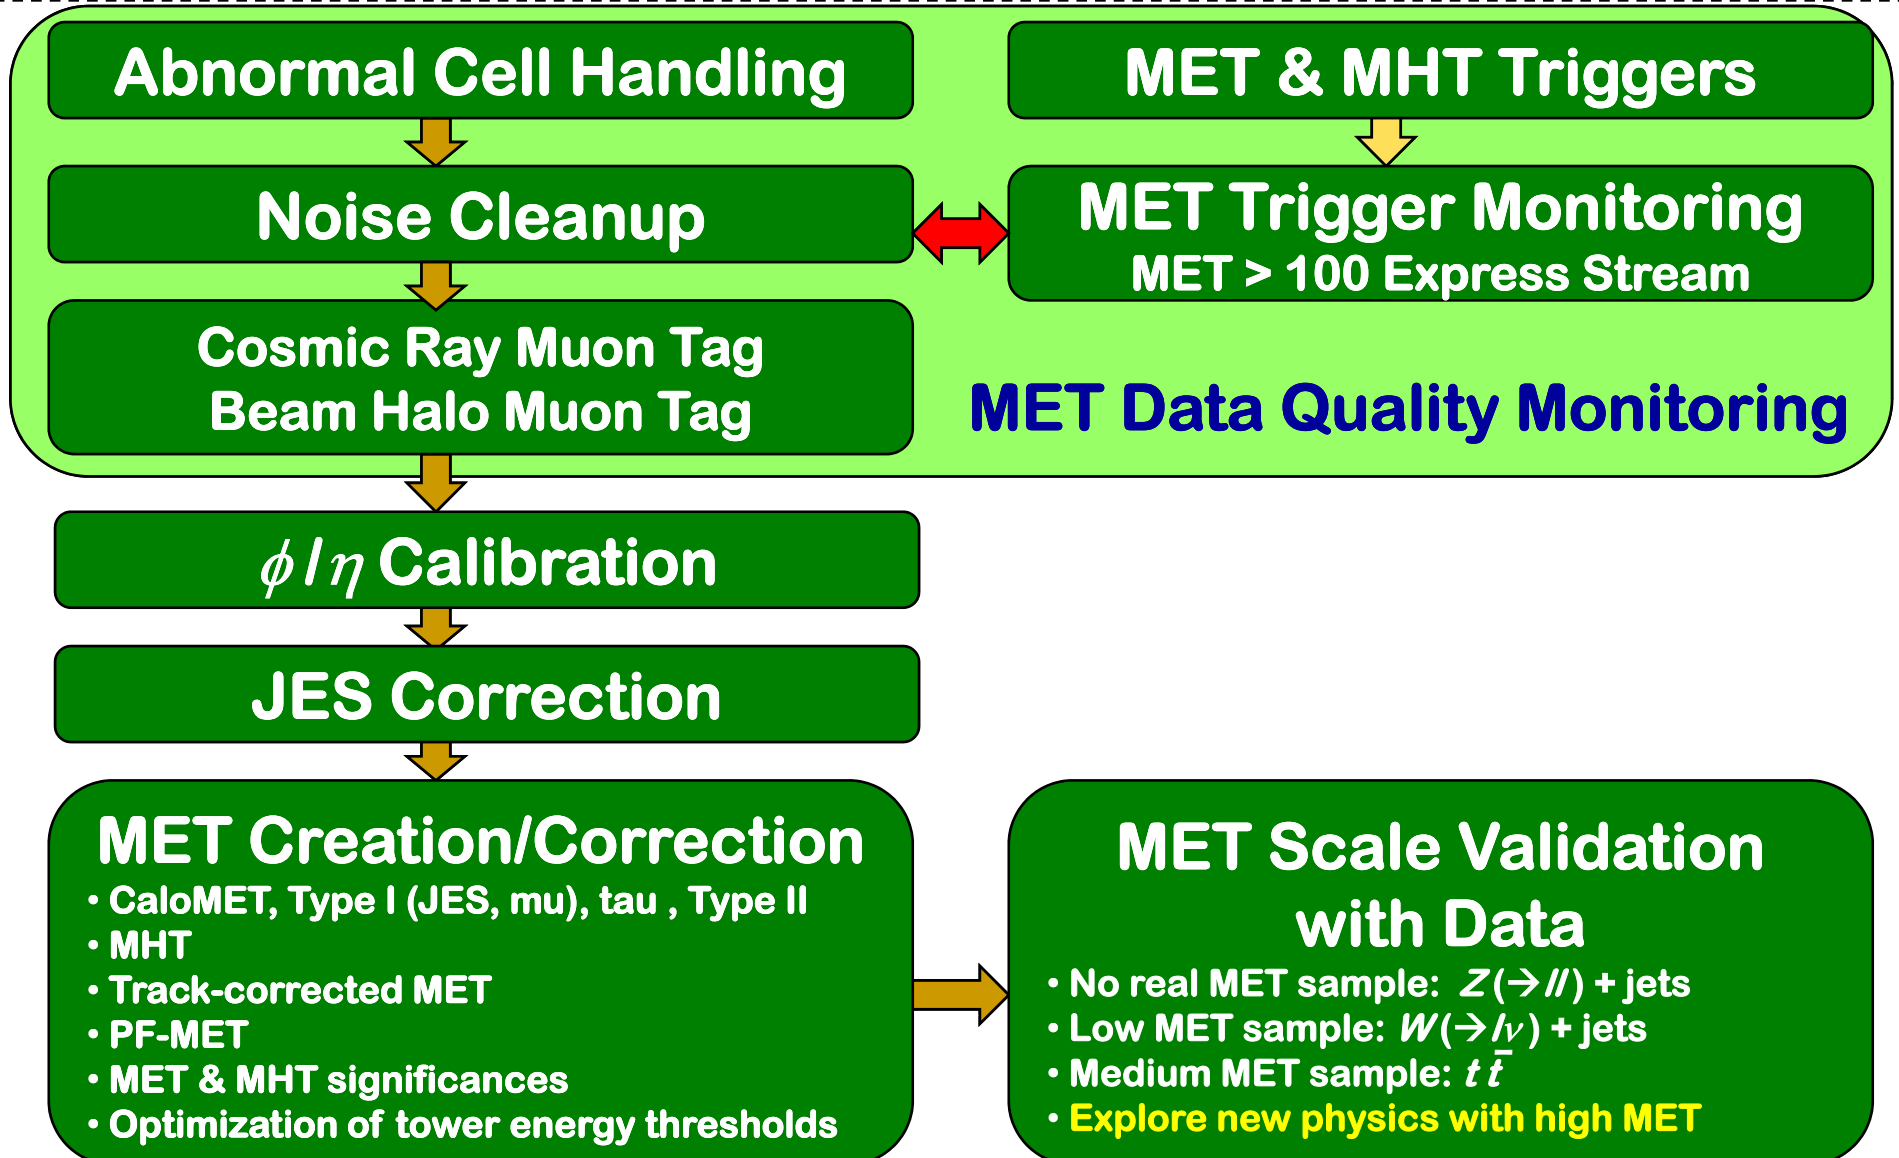 Abnormal Cell Handling
MET & MHT Triggers
Noise Cleanup
MET Trigger Monitoring
MET > 100 Express Stream
Cosmic Ray Muon Tag
Beam Halo Muon Tag
MET Data Quality Monitoring
ϕ / η Calibration
JES Correction
MET Creation/Correction
• CaloMET, Type I (JES, mu), tau , Type II
• MHT
• Track-corrected MET
• PF-MET
• MET & MHT significances
• Optimization of tower energy thresholds
MET Scale Validation
with Data
• No real MET sample: Z (→ll) + jets
• Low MET sample: W (→lν) + jets
• Medium MET sample: t t̄
• Explore new physics with high MET